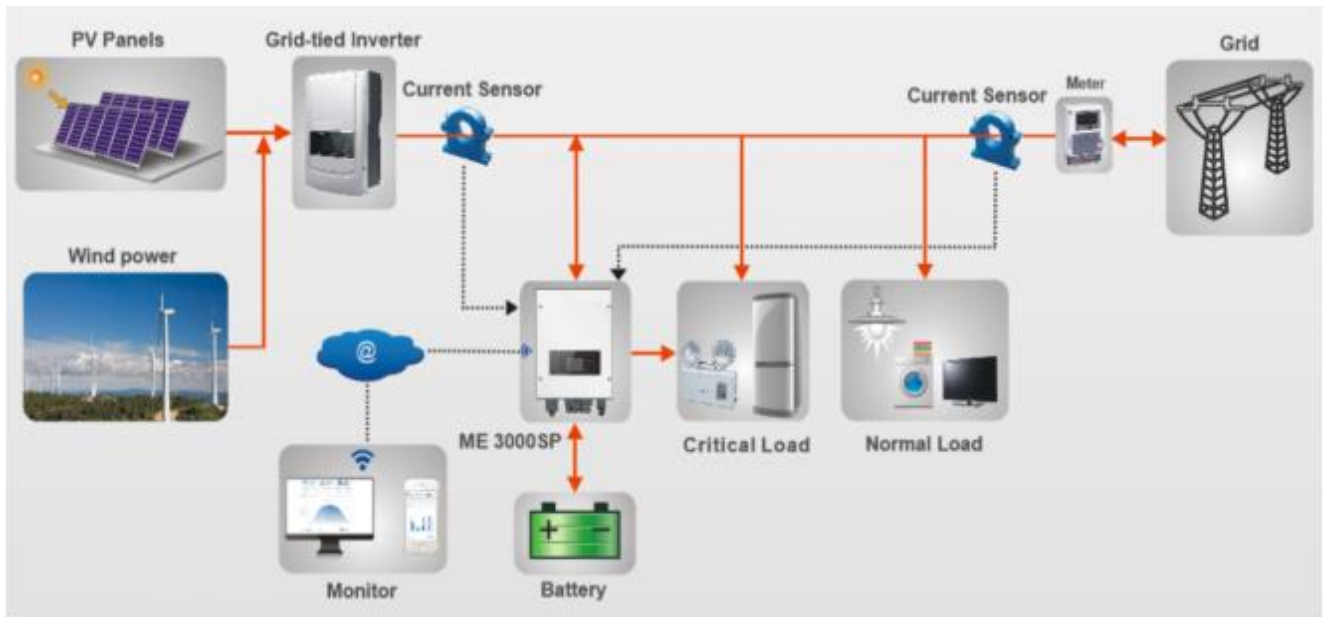 PV Panels
Grid-tied Inverter
Current Sensor
Current Sensor
Meter
Grid
Wind power
@
ME 3000SP
Critical Load
Normal Load
+ −
Monitor
Battery